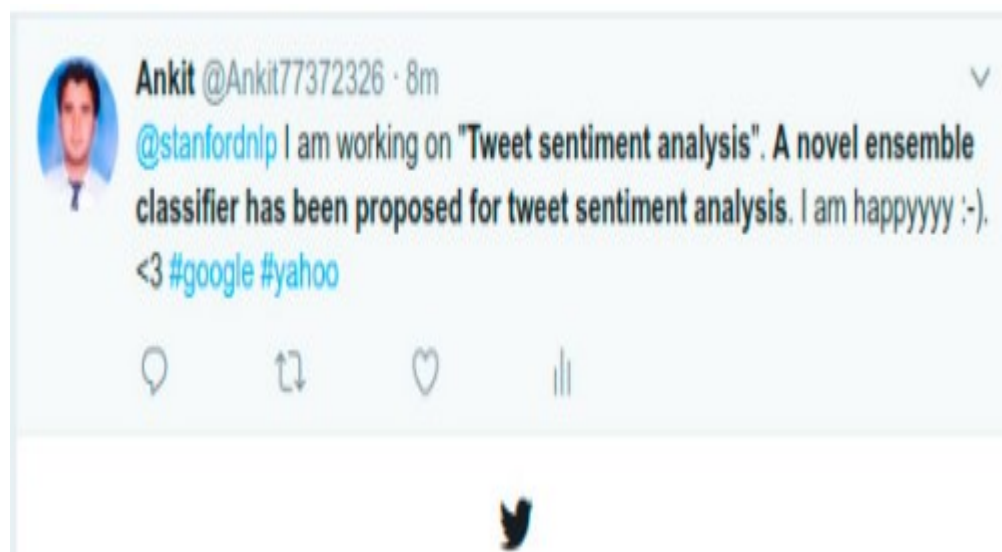 Ankit @Ankit77372326 · 8m
@stanfordnlp I am working on "Tweet sentiment analysis". A novel ensemble
classifier has been proposed for tweet sentiment analysis. I am happyyyy :-).
<3 #google #yahoo